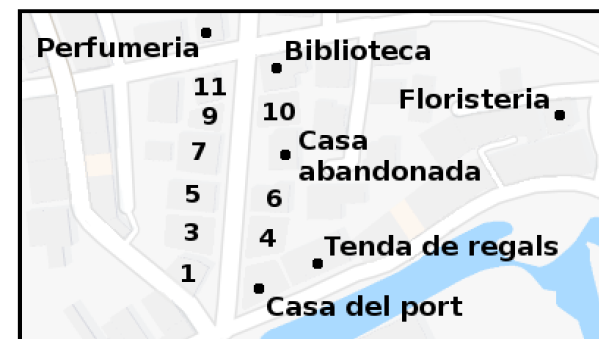 Perfumeria
Biblioteca
11
Floristeria
9
10
7
Casa
abandonada
5
6
3
4
Tenda de regals
1
Casa del port